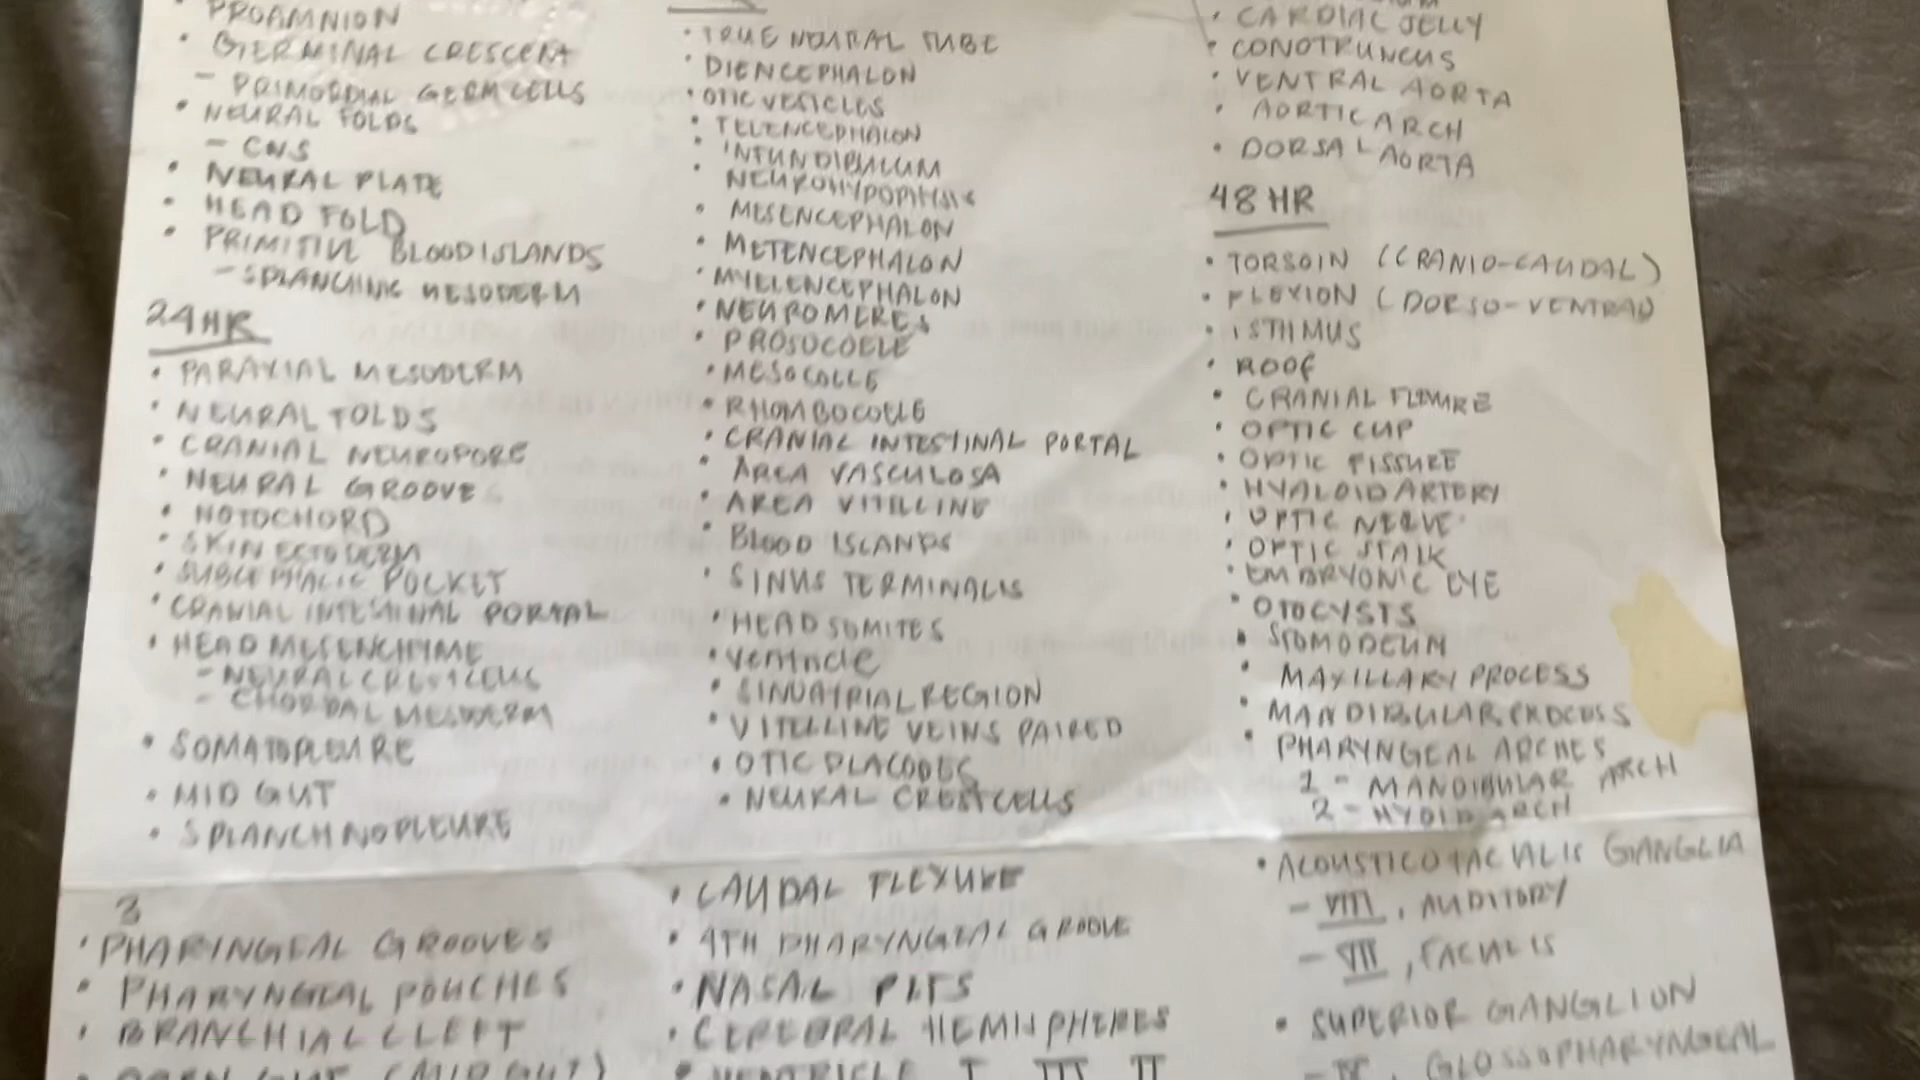 PROAMNION
• GERMINAL CRESCENT
- PRIMORDIAL GERM CELLS
• NEURAL FOLDS
- CNS
• NEURAL PLATE
• HEAD FOLD
• PRIMITIVE BLOOD ISLANDS
- SPLANCHNIC MESODERM
24 HR
• PARAXIAL MESODERM
• NEURAL FOLDS
• CRANIAL NEUROPORE
• NEURAL GROOVE
• NOTOCHORD
• SKIN ECTODERM
• SUBCEPHALIC POCKET
• CRANIAL INTESTINAL PORTAL
• HEAD MESENCHYME
- NEURAL CREST CELLS
- CHORDAL MESODERM
• SOMATOPLEURE
• MID GUT
• SPLANCHNOPLEURE
• TRUE NEURAL TUBE
• DIENCEPHALON
• OTIC VESICLES
• TELENCEPHALON
• INFUNDIBULUM
• NEUROHYPOPHYSIS
• MESENCEPHALON
• METENCEPHALON
• MYELENCEPHALON
• NEUROMERES
• PROSOCOELE
• MESOCOELE
• RHOMBOCOELE
• CRANIAL INTESTINAL PORTAL
• AREA VASCULOSA
• AREA VITELLINE
• BLOOD ISLANDS
• SINUS TERMINALIS
• HEAD SOMITES
• ventricle
• SINUATRIAL REGION
• VITELLINE VEINS PAIRED
• OTIC PLACODES
• NEURAL CREST CELLS
• CARDIAC JELLY
• CONOTRUNCUS
• VENTRAL AORTA
• AORTIC ARCH
• DORSAL AORTA
48 HR
• TORSOIN (CRANIO-CAUDAL)
• FLEXION (DORSO-VENTRAL)
• ISTHMUS
• ROOF
• CRANIAL FLEXURE
• OPTIC CUP
• OPTIC FISSURE
• HYALOID ARTERY
• OPTIC NERVE
• OPTIC STALK
• EMBRYONIC EYE
• OTOCYSTS
• STOMODEUM
• MAXILLARY PROCESS
• MANDIBULAR PROCESS
• PHARYNGEAL ARCHES
1 - MANDIBULAR ARCH
2 - HYOID ARCH
3
• PHARYNGEAL GROOVES
• PHARYNGEAL POUCHES
• BRANCHIAL CLEFT
OPEN GUT (MID GUT)
• CAUDAL FLEXURE
• 4TH PHARYNGEAL GROOVE
• NASAL PITS
• CEREBRAL HEMISPHERES
• VENTRICLE I III II
• ACOUSTICOFACIALIS GANGLIA
- VIII, AUDITORY
- VII, FACIALIS
• SUPERIOR GANGLION
- IX, GLOSSOPHARYNGEAL